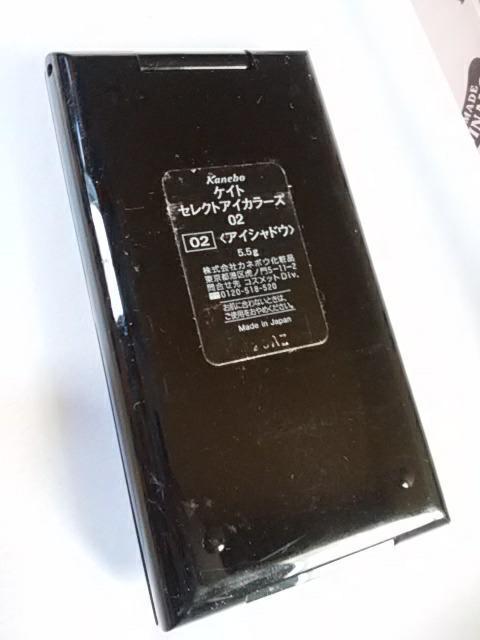 Kanebo
ケイト
セレクトアイカラーズ
02
02 〈アイシャドウ〉
5.5g
株式会社カネボウ化粧品
東京都港区虎ノ門5-11-2
問合せ先 コスメットDiv.
0120-518-520
お肌に合わないときは、
ご使用をおやめください。
Made in Japan
MADE